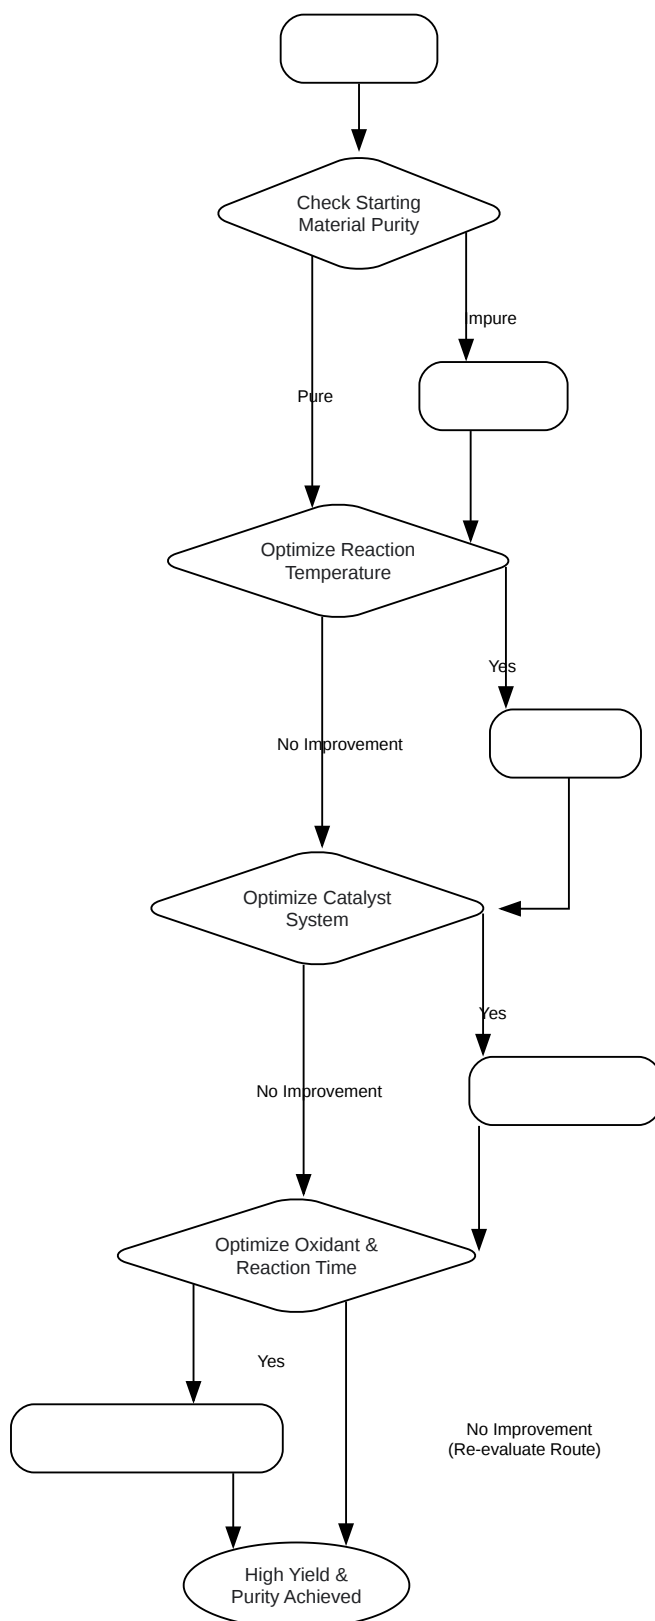 Check Starting
Material Purity
Impure
Pure
Optimize Reaction
Temperature
Yes
No Improvement
Optimize Catalyst
System
Yes
No Improvement
Optimize Oxidant &
Reaction Time
Yes
No Improvement
(Re-evaluate Route)
High Yield &
Purity Achieved